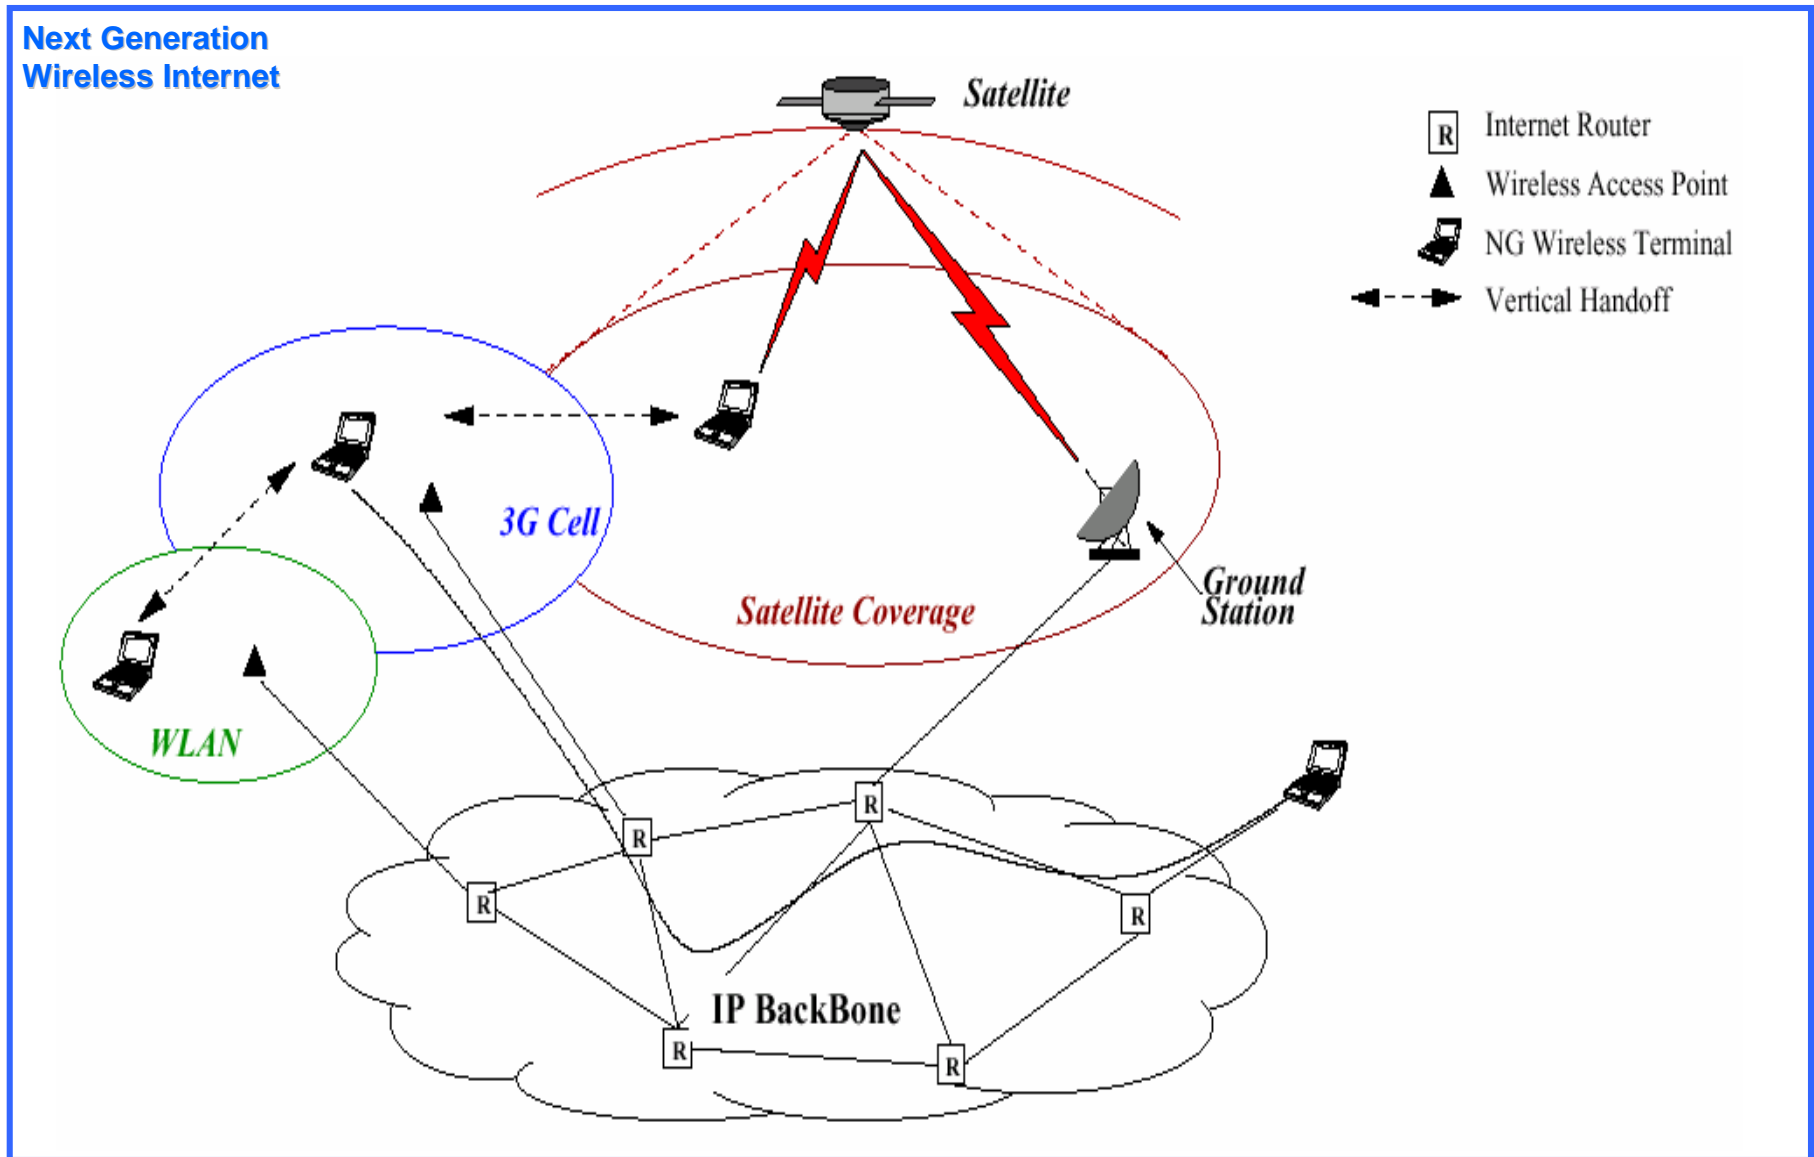 Next Generation
Wireless Internet
Satellite
R Internet Router
Wireless Access Point
NG Wireless Terminal
Vertical Handoff
3G Cell
Ground
Station
Satellite Coverage
WLAN
R
R
R
R
IP BackBone
R
R